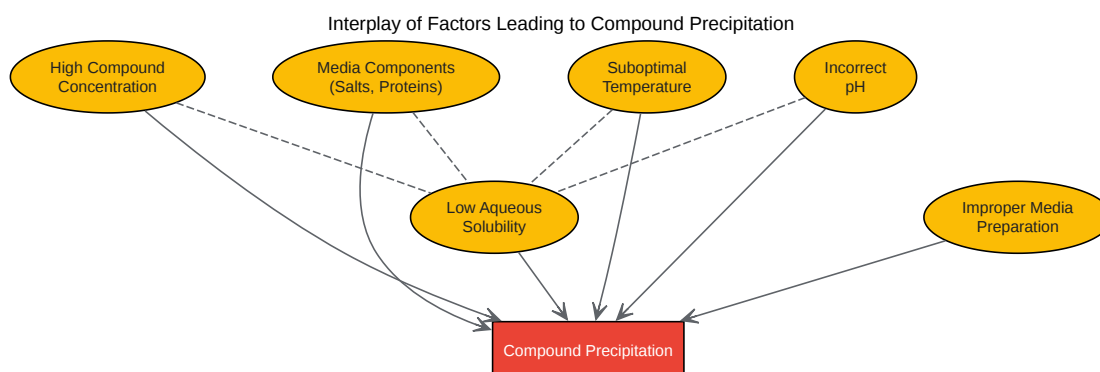 Interplay of Factors Leading to Compound Precipitation
High Compound
Concentration
Media Components
(Salts, Proteins)
Suboptimal
Temperature
Incorrect
pH
Low Aqueous
Solubility
Improper Media
Preparation
Compound Precipitation